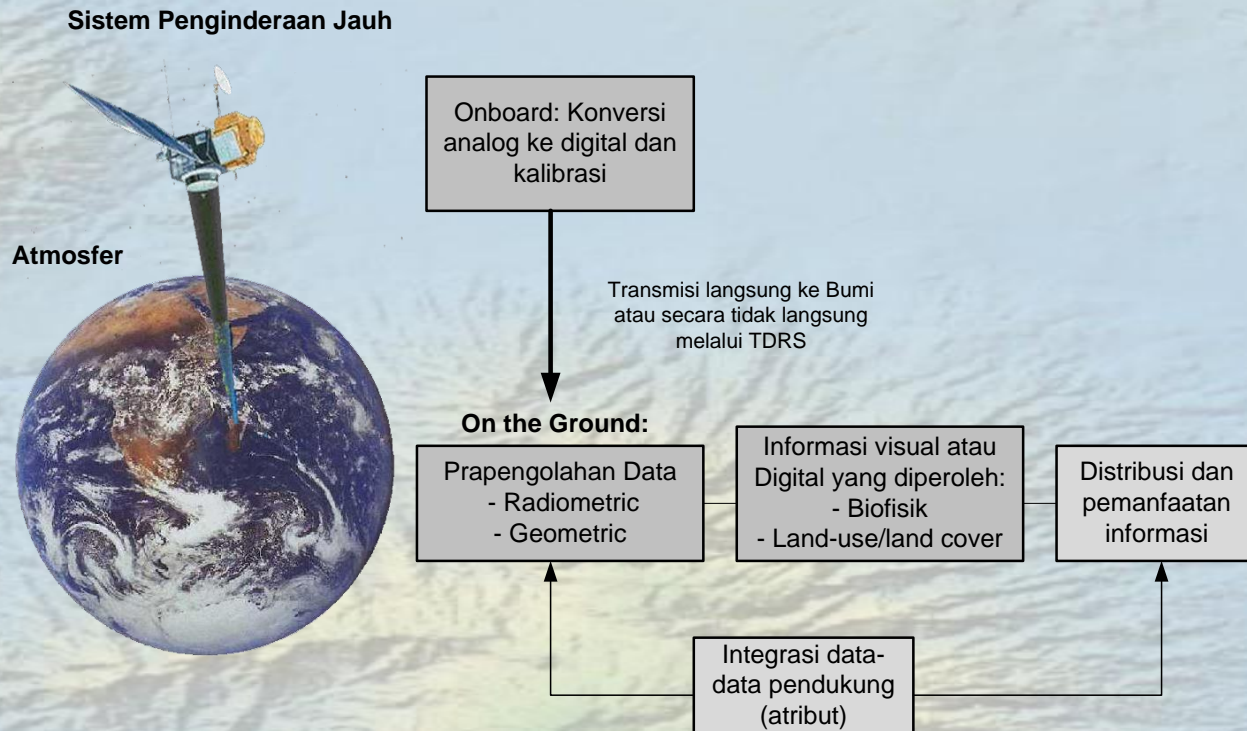 Sistem Penginderaan Jauh
Onboard: Konversi
analog ke digital dan
kalibrasi
Atmosfer
Transmisi langsung ke Bumi
atau secara tidak langsung
melalui TDRS
On the Ground:
Prapengolahan Data
- Radiometric
- Geometric
Informasi visual atau
Digital yang diperoleh:
- Biofisik
- Land-use/land cover
Distribusi dan
pemanfaatan
informasi
Integrasi data-
data pendukung
(atribut)